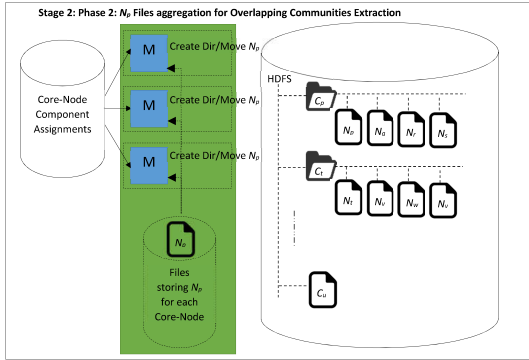 Stage 2: Phase 2: Np Files aggregation for Overlapping Communities Extraction
Core-Node
Component
Assignments
M
Create Dir/Move Np
M
Create Dir/Move Np
M
Create Dir/Move Np
Np
Files
storing Np
for each
Core-Node
HDFS
Cp
Np
Nq
Nr
Ns
Ct
Nt
Nv
Nw
Nv
Cu